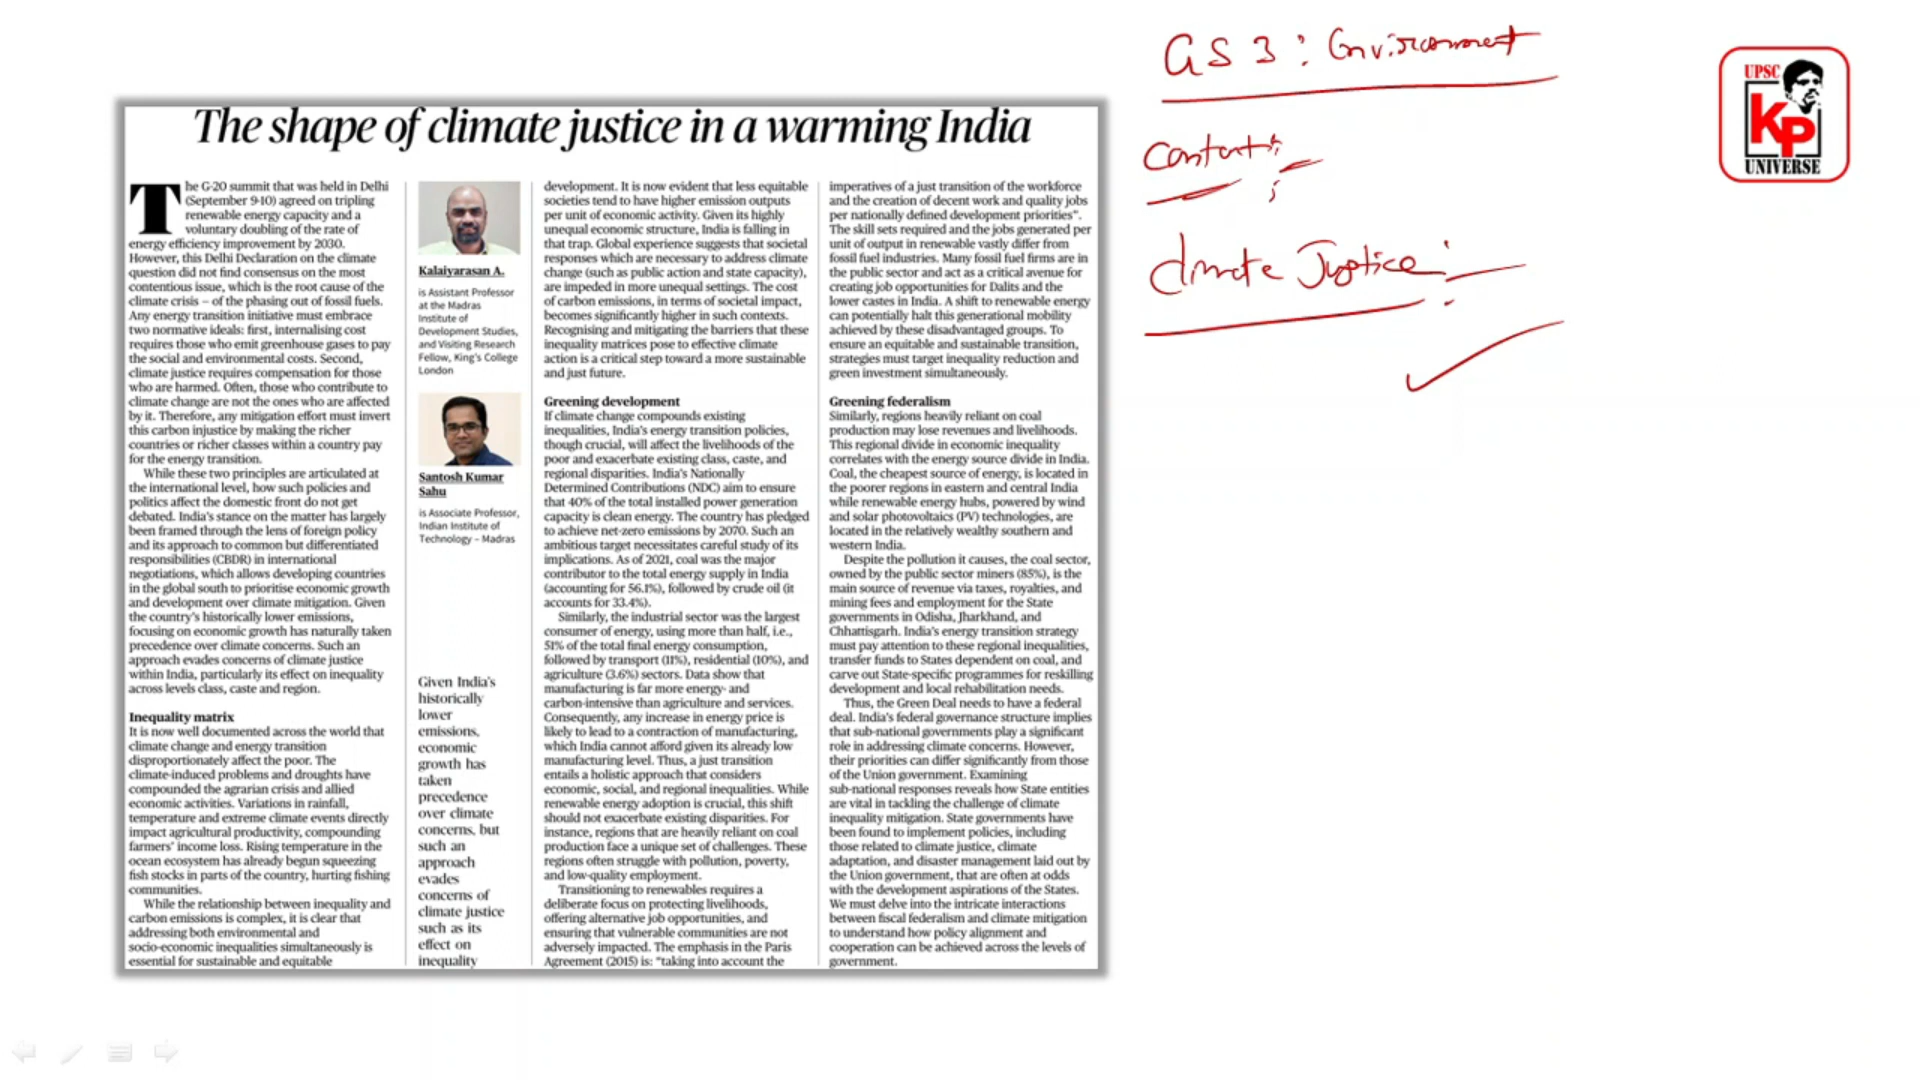 GS 3 : Environment
UPSC
KP
UNIVERSE
Context :
Climate Justice :
The shape of climate justice in a warming India
The G-20 summit that was held in Delhi
(September 9-10) agreed on tripling
renewable energy capacity and a
voluntary doubling of the rate of
energy efficiency improvement by 2030.
However, this Delhi Declaration on the climate
question did not find consensus on the most
contentious issue, which is the root cause of the
climate crisis – of the phasing out of fossil fuels.
Any energy transition initiative must embrace
two normative ideals: first, internalising cost
requires those who emit greenhouse gases to pay
the social and environmental costs. Second,
climate justice requires compensation for those
who are harmed. Often, those who contribute to
climate change are not the ones who are affected
by it. Therefore, any mitigation effort must invert
this carbon injustice by making the richer
countries or richer classes within a country pay
for the energy transition.
While these two principles are articulated at
the international level, how such policies and
politics affect the domestic front do not get
debated. India's stance on the matter has largely
been framed through the lens of foreign policy
and its approach to common but differentiated
responsibilities (CBDR) in international
negotiations, which allows developing countries
in the global south to prioritise economic growth
and development over climate mitigation. Given
the country's historically lower emissions,
focusing on economic growth has naturally taken
precedence over climate concerns. Such an
approach evades concerns of climate justice
within India, particularly its effect on inequality
across levels class, caste and region.
Inequality matrix
It is now well documented across the world that
climate change and energy transition
disproportionately affect the poor. The
climate-induced problems and droughts have
compounded the agrarian crisis and allied
economic activities. Variations in rainfall,
temperature and extreme climate events directly
impact agricultural productivity, compounding
farmers' income loss. Rising temperature in the
ocean ecosystem has already begun squeezing
fish stocks in parts of the country, hurting fishing
communities.
While the relationship between inequality and
carbon emissions is complex, it is clear that
addressing both environmental and
socio-economic inequalities simultaneously is
essential for sustainable and equitable
Kalaiyarasan A.
is Assistant Professor
at the Madras
Institute of
Development Studies,
and Visiting Research
Fellow, King's College
London
Santosh Kumar
Sahu
is Associate Professor,
Indian Institute of
Technology – Madras
Given India's
historically
lower
emissions,
economic
growth has
taken
precedence
over climate
concerns, but
such an
approach
evades
concerns of
climate justice
such as its
effect on
inequality
development. It is now evident that less equitable
societies tend to have higher emission outputs
per unit of economic activity. Given its highly
unequal economic structure, India is falling in
that trap. Global experience suggests that societal
responses which are necessary to address climate
change (such as public action and state capacity),
are impeded in more unequal settings. The cost
of carbon emissions, in terms of societal impact,
becomes significantly higher in such contexts.
Recognising and mitigating the barriers that these
inequality matrices pose to effective climate
action is a critical step toward a more sustainable
and just future.
Greening development
If climate change compounds existing
inequalities, India's energy transition policies,
though crucial, will affect the livelihoods of the
poor and exacerbate existing class, caste, and
regional disparities. India's Nationally
Determined Contributions (NDC) aim to ensure
that 40% of the total installed power generation
capacity is clean energy. The country has pledged
to achieve net-zero emissions by 2070. Such an
ambitious target necessitates careful study of its
implications. As of 2021, coal was the major
contributor to the total energy supply in India
(accounting for 56.1%), followed by crude oil (it
accounts for 33.4%).
Similarly, the industrial sector was the largest
consumer of energy, using more than half, i.e.,
51% of the total final energy consumption,
followed by transport (11%), residential (10%), and
agriculture (3.6%) sectors. Data show that
manufacturing is far more energy- and
carbon-intensive than agriculture and services.
Consequently, any increase in energy price is
likely to lead to a contraction of manufacturing,
which India cannot afford given its already low
manufacturing level. Thus, a just transition
entails a holistic approach that considers
economic, social, and regional inequalities. While
renewable energy adoption is crucial, this shift
should not exacerbate existing disparities. For
instance, regions that are heavily reliant on coal
production face a unique set of challenges. These
regions often struggle with pollution, poverty,
and low-quality employment.
Transitioning to renewables requires a
deliberate focus on protecting livelihoods,
offering alternative job opportunities, and
ensuring that vulnerable communities are not
adversely impacted. The emphasis in the Paris
Agreement (2015) is: "taking into account the
imperatives of a just transition of the workforce
and the creation of decent work and quality jobs
per nationally defined development priorities".
The skill sets required and the jobs generated per
unit of output in renewable vastly differ from
fossil fuel industries. Many fossil fuel firms are in
the public sector and act as a critical avenue for
creating job opportunities for Dalits and the
lower castes in India. A shift to renewable energy
can potentially halt this generational mobility
achieved by these disadvantaged groups. To
ensure an equitable and sustainable transition,
strategies must target inequality reduction and
green investment simultaneously.
Greening federalism
Similarly, regions heavily reliant on coal
production may lose revenues and livelihoods.
This regional divide in economic inequality
correlates with the energy source divide in India.
Coal, the cheapest source of energy, is located in
the poorer regions in eastern and central India
while renewable energy hubs, powered by wind
and solar photovoltaics (PV) technologies, are
located in the relatively wealthy southern and
western India.
Despite the pollution it causes, the coal sector,
owned by the public sector miners (85%), is the
main source of revenue via taxes, royalties, and
mining fees and employment for the State
governments in Odisha, Jharkhand, and
Chhattisgarh. India's energy transition strategy
must pay attention to these regional inequalities,
transfer funds to States dependent on coal, and
carve out State-specific programmes for reskilling
development and local rehabilitation needs.
Thus, the Green Deal needs to have a federal
deal. India's federal governance structure implies
that sub-national governments play a significant
role in addressing climate concerns. However,
their priorities can differ significantly from those
of the Union government. Examining
sub-national responses reveals how State entities
are vital in tackling the challenge of climate
inequality mitigation. State governments have
been found to implement policies, including
those related to climate justice, climate
adaptation, and disaster management laid out by
the Union government, that are often at odds
with the development aspirations of the States.
We must delve into the intricate interactions
between fiscal federalism and climate mitigation
to understand how policy alignment and
cooperation can be achieved across the levels of
government.